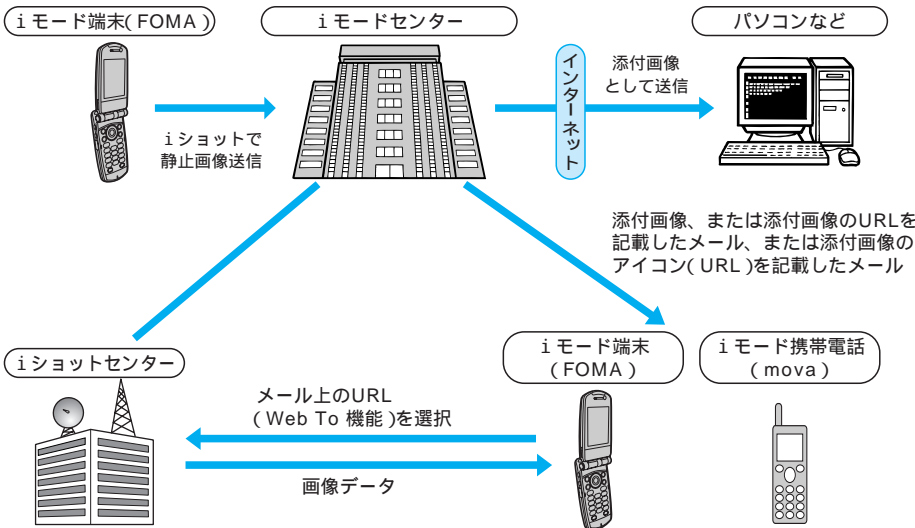 iモード端末(FOMA)
iモードセンター
パソコンなど
iショットで
静止画像送信
インターネット
添付画像
として送信
添付画像、または添付画像のURLを
記載したメール、または添付画像の
アイコン(URL)を記載したメール
iショットセンター
iモード端末
(FOMA)
iモード携帯電話
(mova)
メール上のURL
(Web To 機能)を選択
画像データ